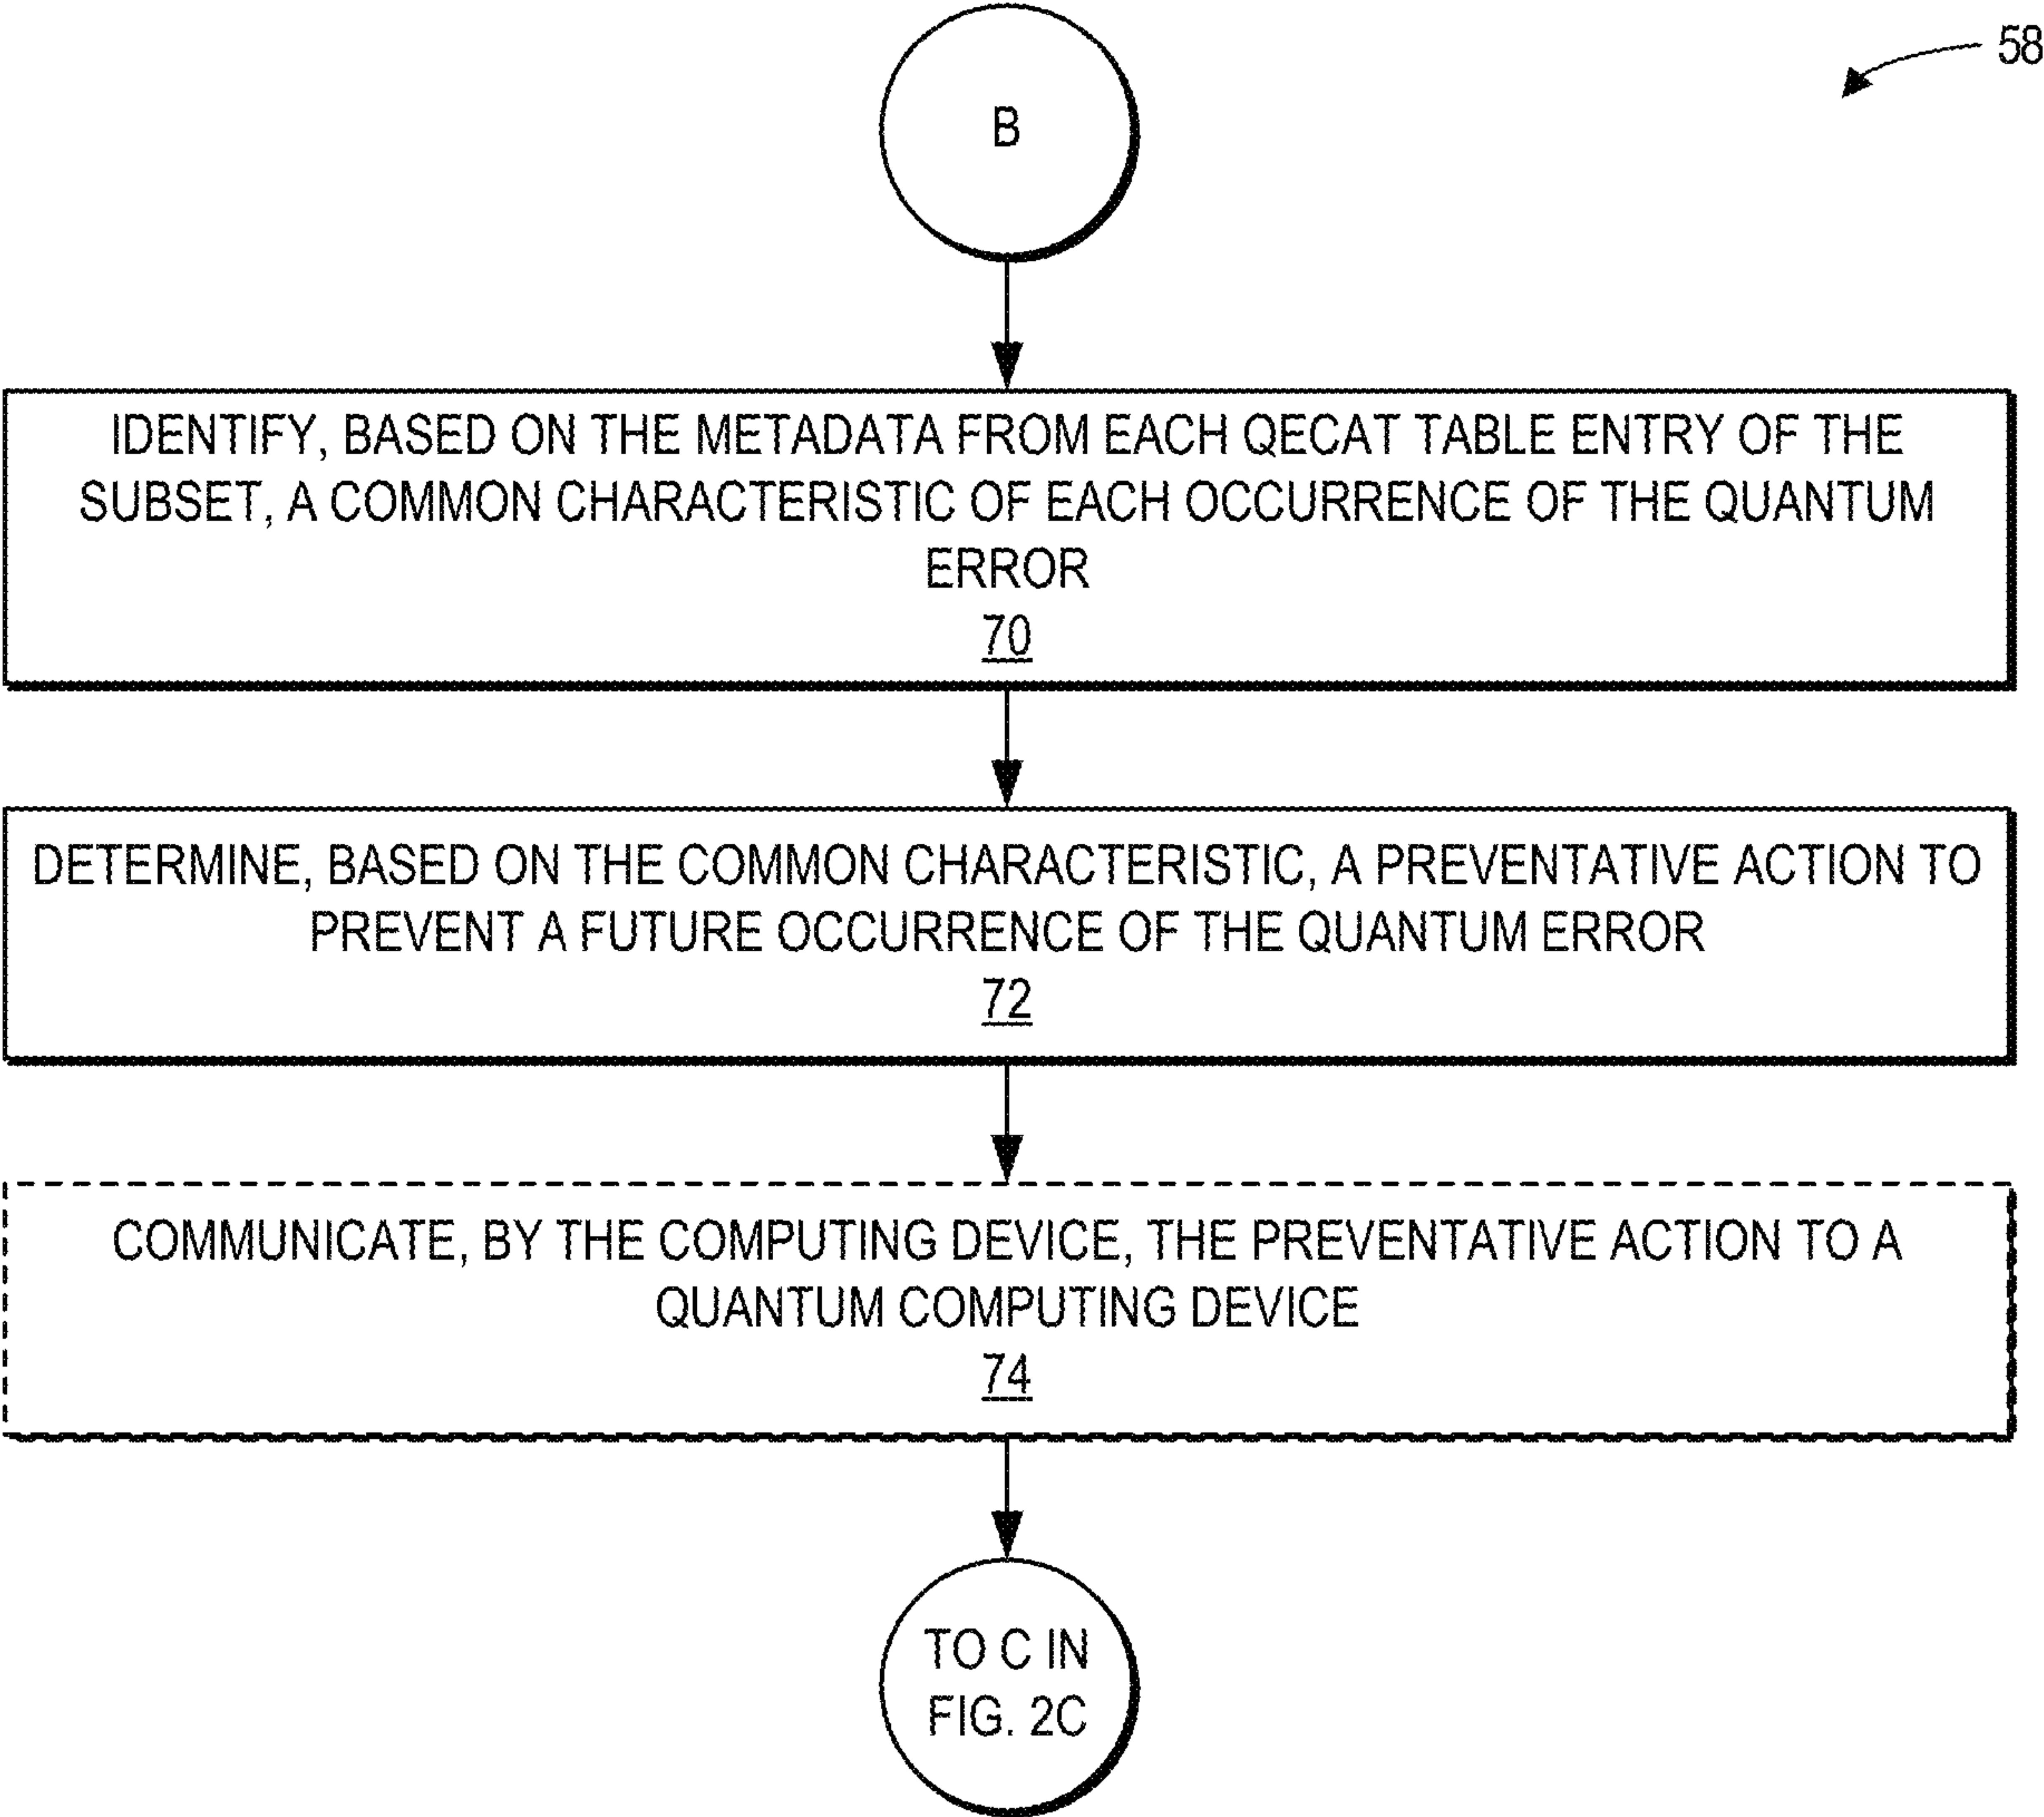 58
B
IDENTIFY, BASED ON THE METADATA FROM EACH QECAT TABLE ENTRY OF THE
SUBSET, A COMMON CHARACTERISTIC OF EACH OCCURRENCE OF THE QUANTUM
ERROR
70
DETERMINE, BASED ON THE COMMON CHARACTERISTIC, A PREVENTATIVE ACTION TO
PREVENT A FUTURE OCCURRENCE OF THE QUANTUM ERROR
72
COMMUNICATE, BY THE COMPUTING DEVICE, THE PREVENTATIVE ACTION TO A
QUANTUM COMPUTING DEVICE
74
TO C IN
FIG. 2C